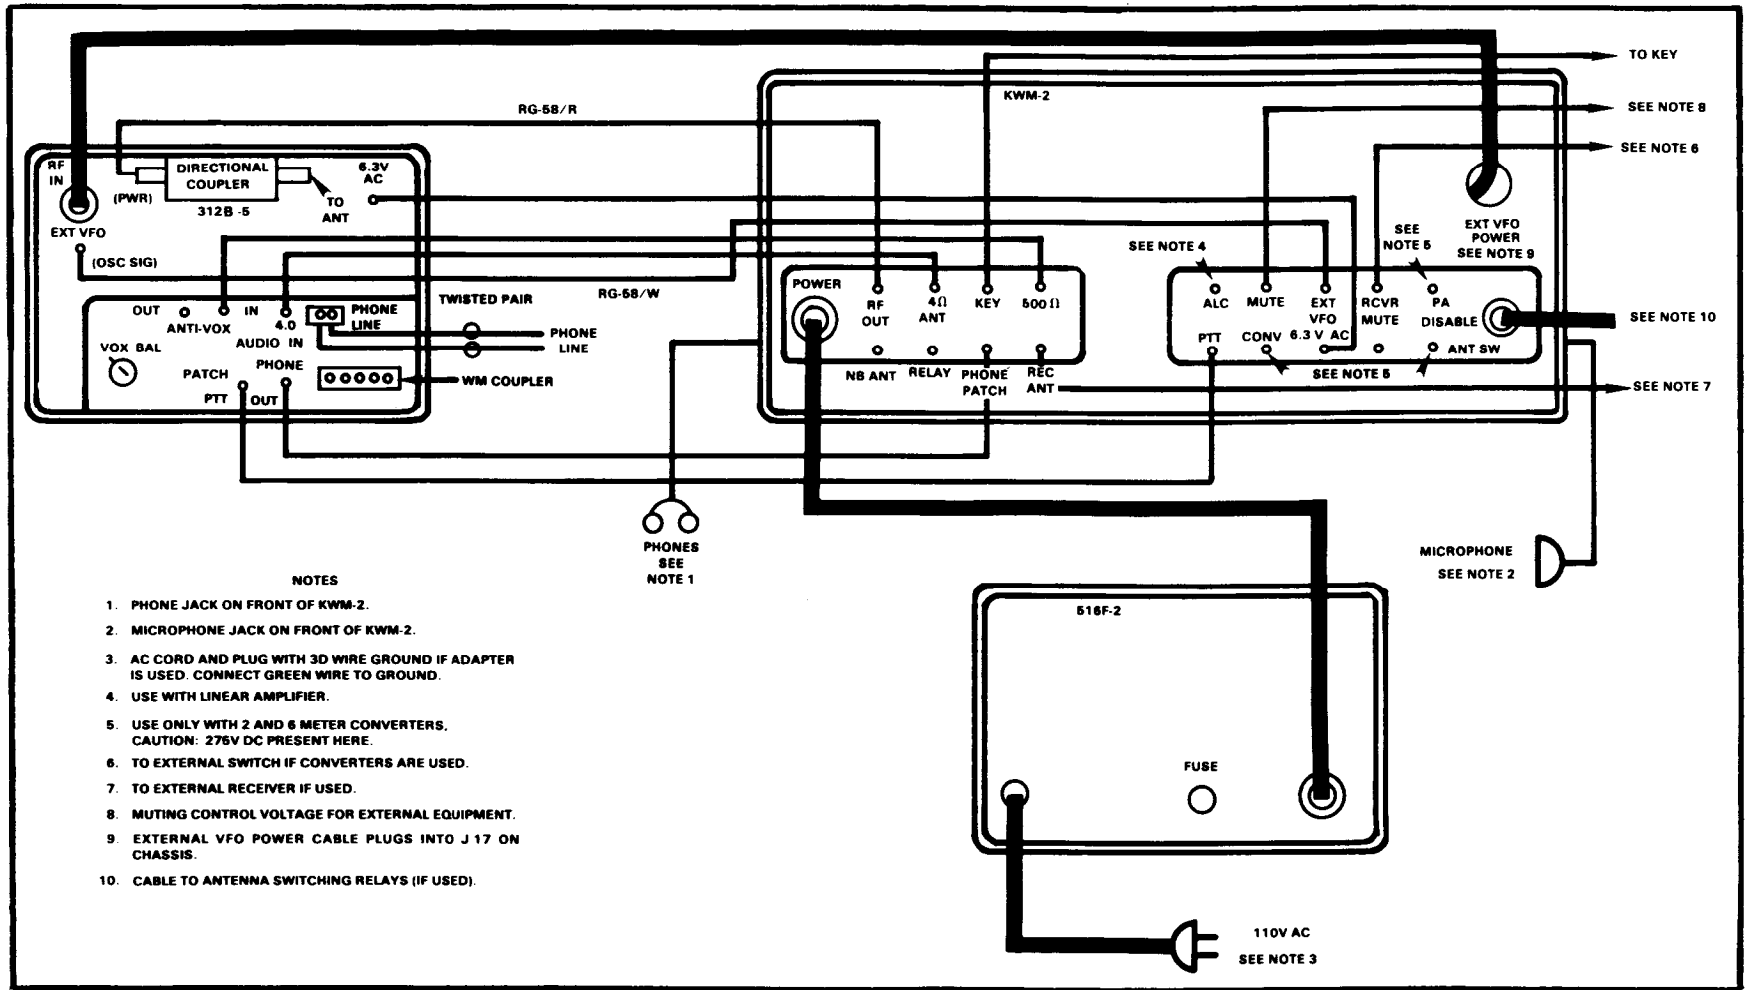 TO KEY
KWM-2
RG-58/R
SEE NOTE 8
SEE NOTE 6
RF
IN
DIRECTIONAL
COUPLER
6.3V
AC
(PWR)
312B -5
TO
ANT
EXT VFO
(OSC SIG)
EXT VFO
POWER
SEE NOTE 9
SEE
NOTE 5
SEE NOTE 4
RG-58/W
TWISTED PAIR
OUT
IN
ANTI-VOX
4.0
AUDIO IN
PHONE
LINE
PHONE
LINE
VOX BAL
PATCH
PHONE
PTT
OUT
WM COUPLER
POWER
RF
OUT
4Ω
ANT
KEY
500 Ω
NB ANT
RELAY
PHONE
PATCH
REC
ANT
ALC
MUTE
EXT
VFO
RCVR
MUTE
PA
DISABLE
PTT
CONV
6.3 V AC
ANT SW
SEE NOTE 5
SEE NOTE 10
SEE NOTE 7
PHONES
SEE
NOTE 1
MICROPHONE
SEE NOTE 2
516F-2
FUSE
110V AC
SEE NOTE 3
NOTES
1. PHONE JACK ON FRONT OF KWM-2.
2. MICROPHONE JACK ON FRONT OF KWM-2.
3. AC CORD AND PLUG WITH 3D WIRE GROUND IF ADAPTER
IS USED. CONNECT GREEN WIRE TO GROUND.
4. USE WITH LINEAR AMPLIFIER.
5. USE ONLY WITH 2 AND 6 METER CONVERTERS,
CAUTION: 275V DC PRESENT HERE.
6. TO EXTERNAL SWITCH IF CONVERTERS ARE USED.
7. TO EXTERNAL RECEIVER IF USED.
8. MUTING CONTROL VOLTAGE FOR EXTERNAL EQUIPMENT.
9. EXTERNAL VFO POWER CABLE PLUGS INTO J 17 ON
CHASSIS.
10. CABLE TO ANTENNA SWITCHING RELAYS (IF USED).